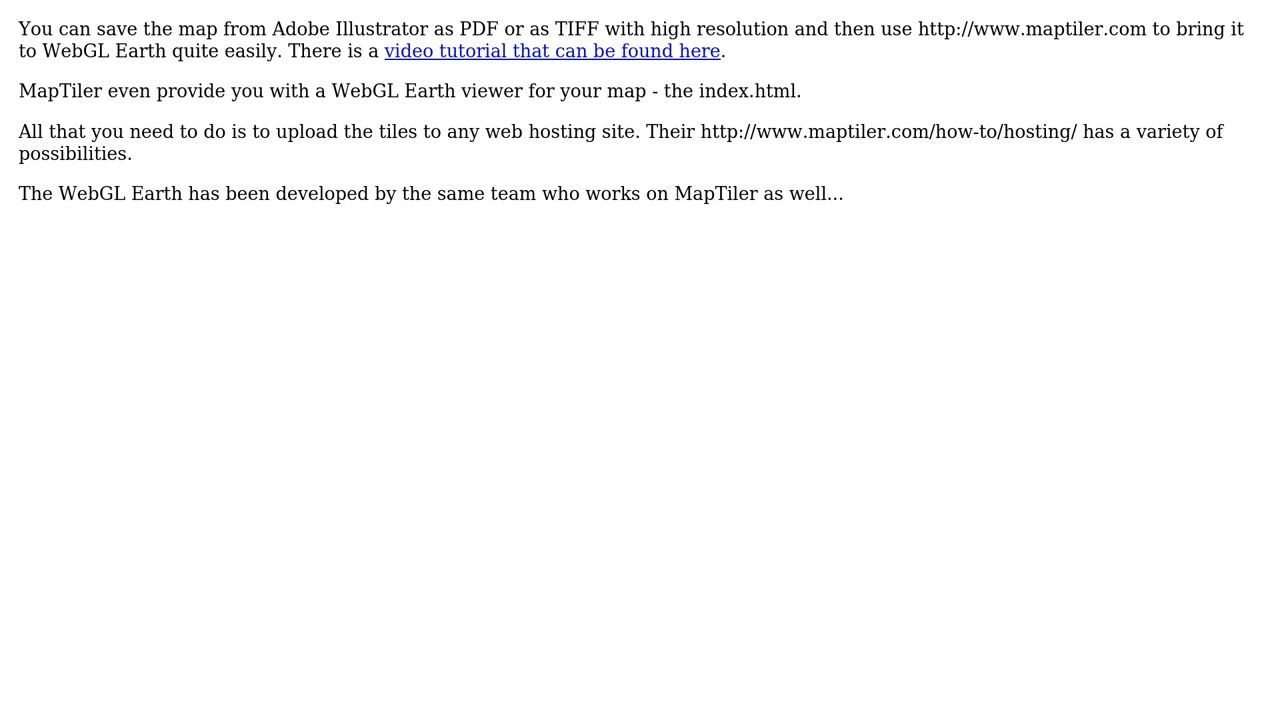 You can save the map from Adobe Illustrator as PDF or as TIFF with high resolution and then use http://www.maptiler.com to bring it
to WebGL Earth quite easily. There is a video tutorial that can be found here.
MapTiler even provide you with a WebGL Earth viewer for your map - the index.html.
All that you need to do is to upload the tiles to any web hosting site. Their http://www.maptiler.com/how-to/hosting/ has a variety of
possibilities.
The WebGL Earth has been developed by the same team who works on MapTiler as well...